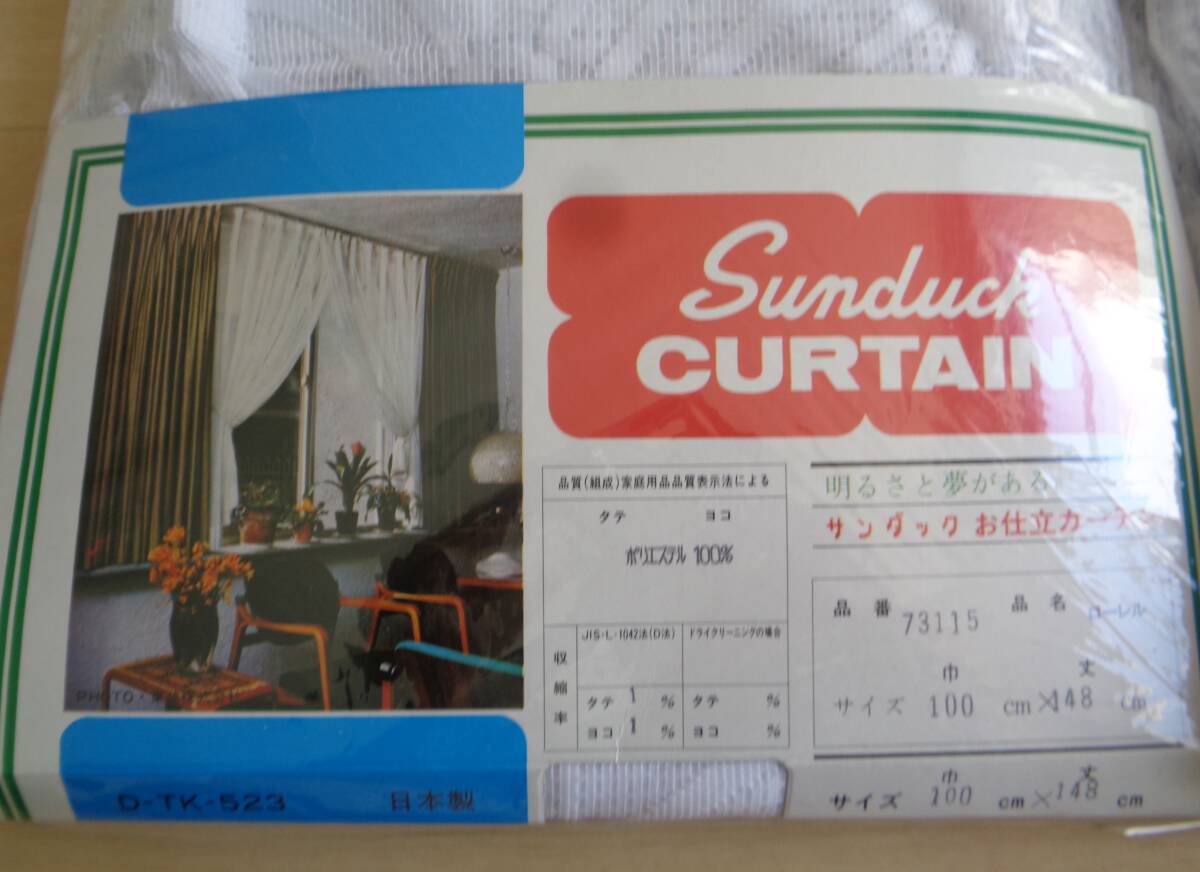 Sunduck
CURTAIN
明るさと夢がある
サンダック お仕立カーテン
品質(組成)家庭用品品質表示法による
タテ ヨコ
ポリエステル 100%
収縮率
JIS·L·1042法(D法) ドライクリーニングの場合
タテ 1 % タテ %
ヨコ 1 % ヨコ %
品番 73115 品名 ローレル
巾 丈
サイズ 100 cm×148 cm
巾 丈
サイズ 100 cm×148 cm
PHOTO·
D-TK-523 日本製